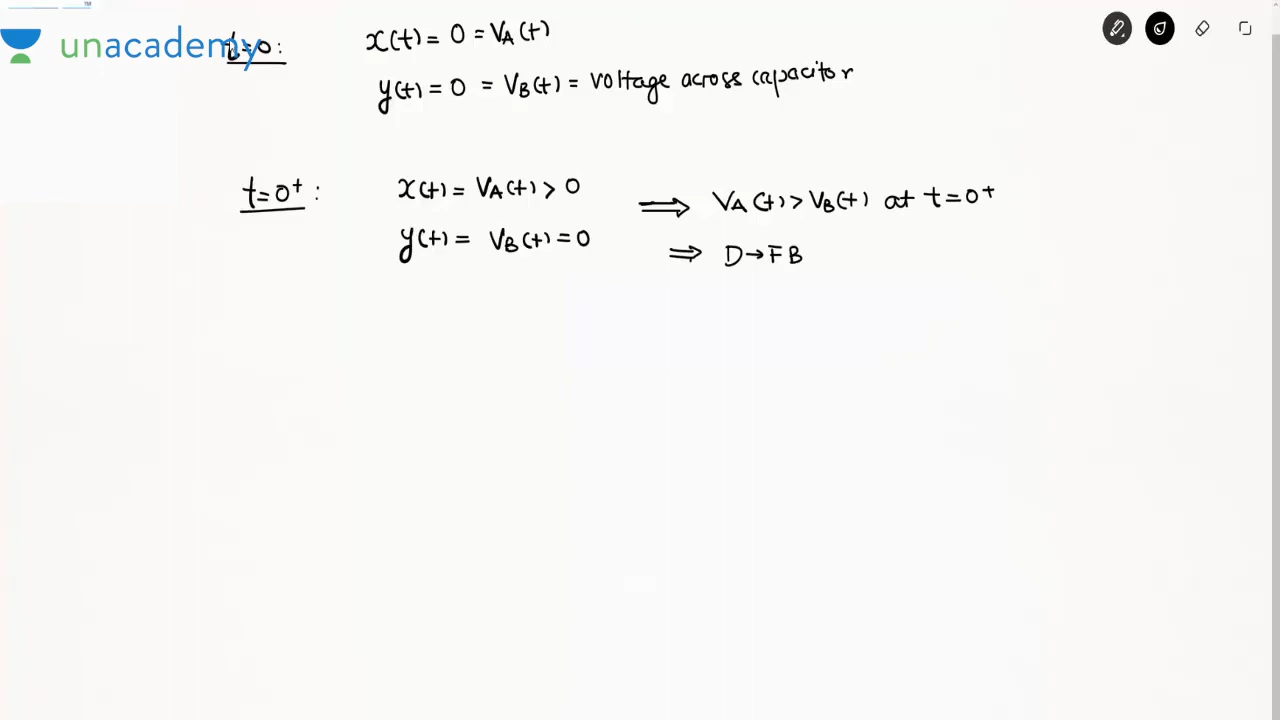 unacademy
t=0:
x(t) = 0 = VA(t)
y(t) = 0 = VB(t) = voltage across capacitor
t=0⁺ :
x(t) = VA(t) > 0 ⟹ VA(t) > VB(t) at t=0⁺
y(t) = VB(t) = 0 ⇒ D→FB